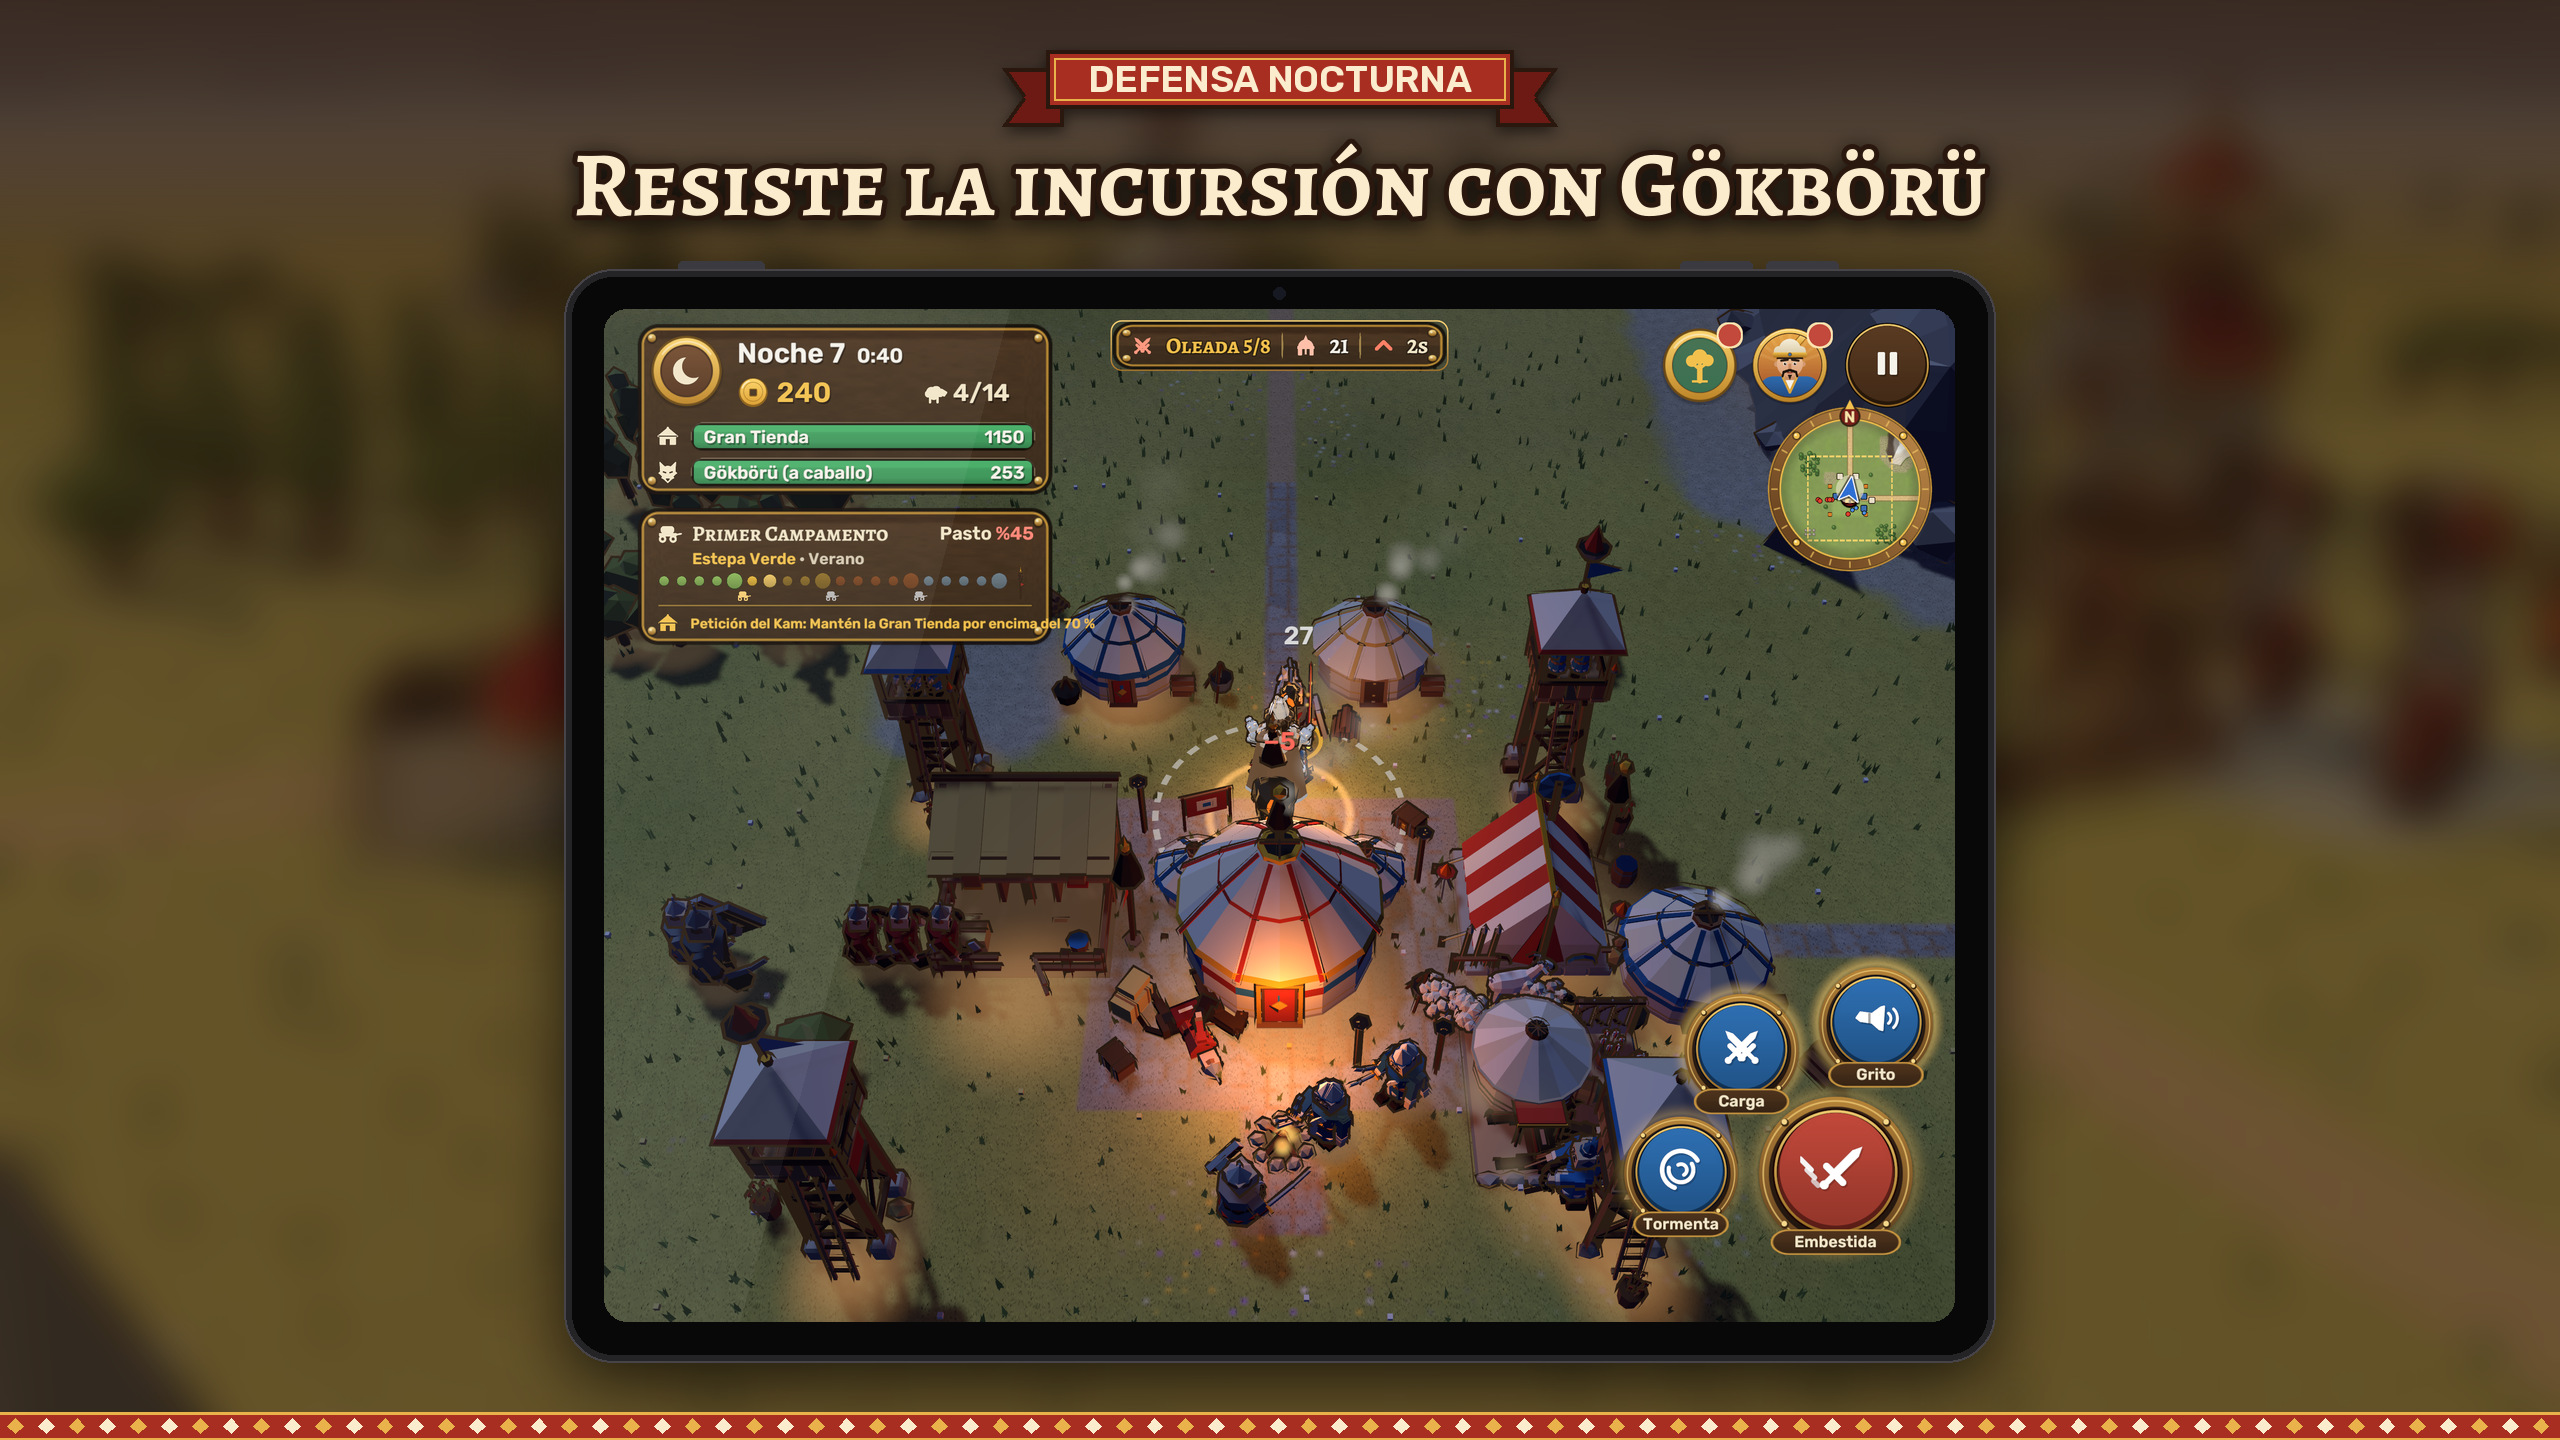 DEFENSA NOCTURNA
RESISTE LA INCURSIÓN CON GÖKBÖRÜ
Noche 7 0:40
240 4/14
Gran Tienda 1150
Gökbörü (a caballo) 253
OLEADA 5/8 21 2s
N
PRIMER CAMPAMENTO Pasto %45
Estepa Verde • Verano
Petición del Kam: Mantén la Gran Tienda por encima del 70 %
27
-5
Grito
Carga
Tormenta
Embestida